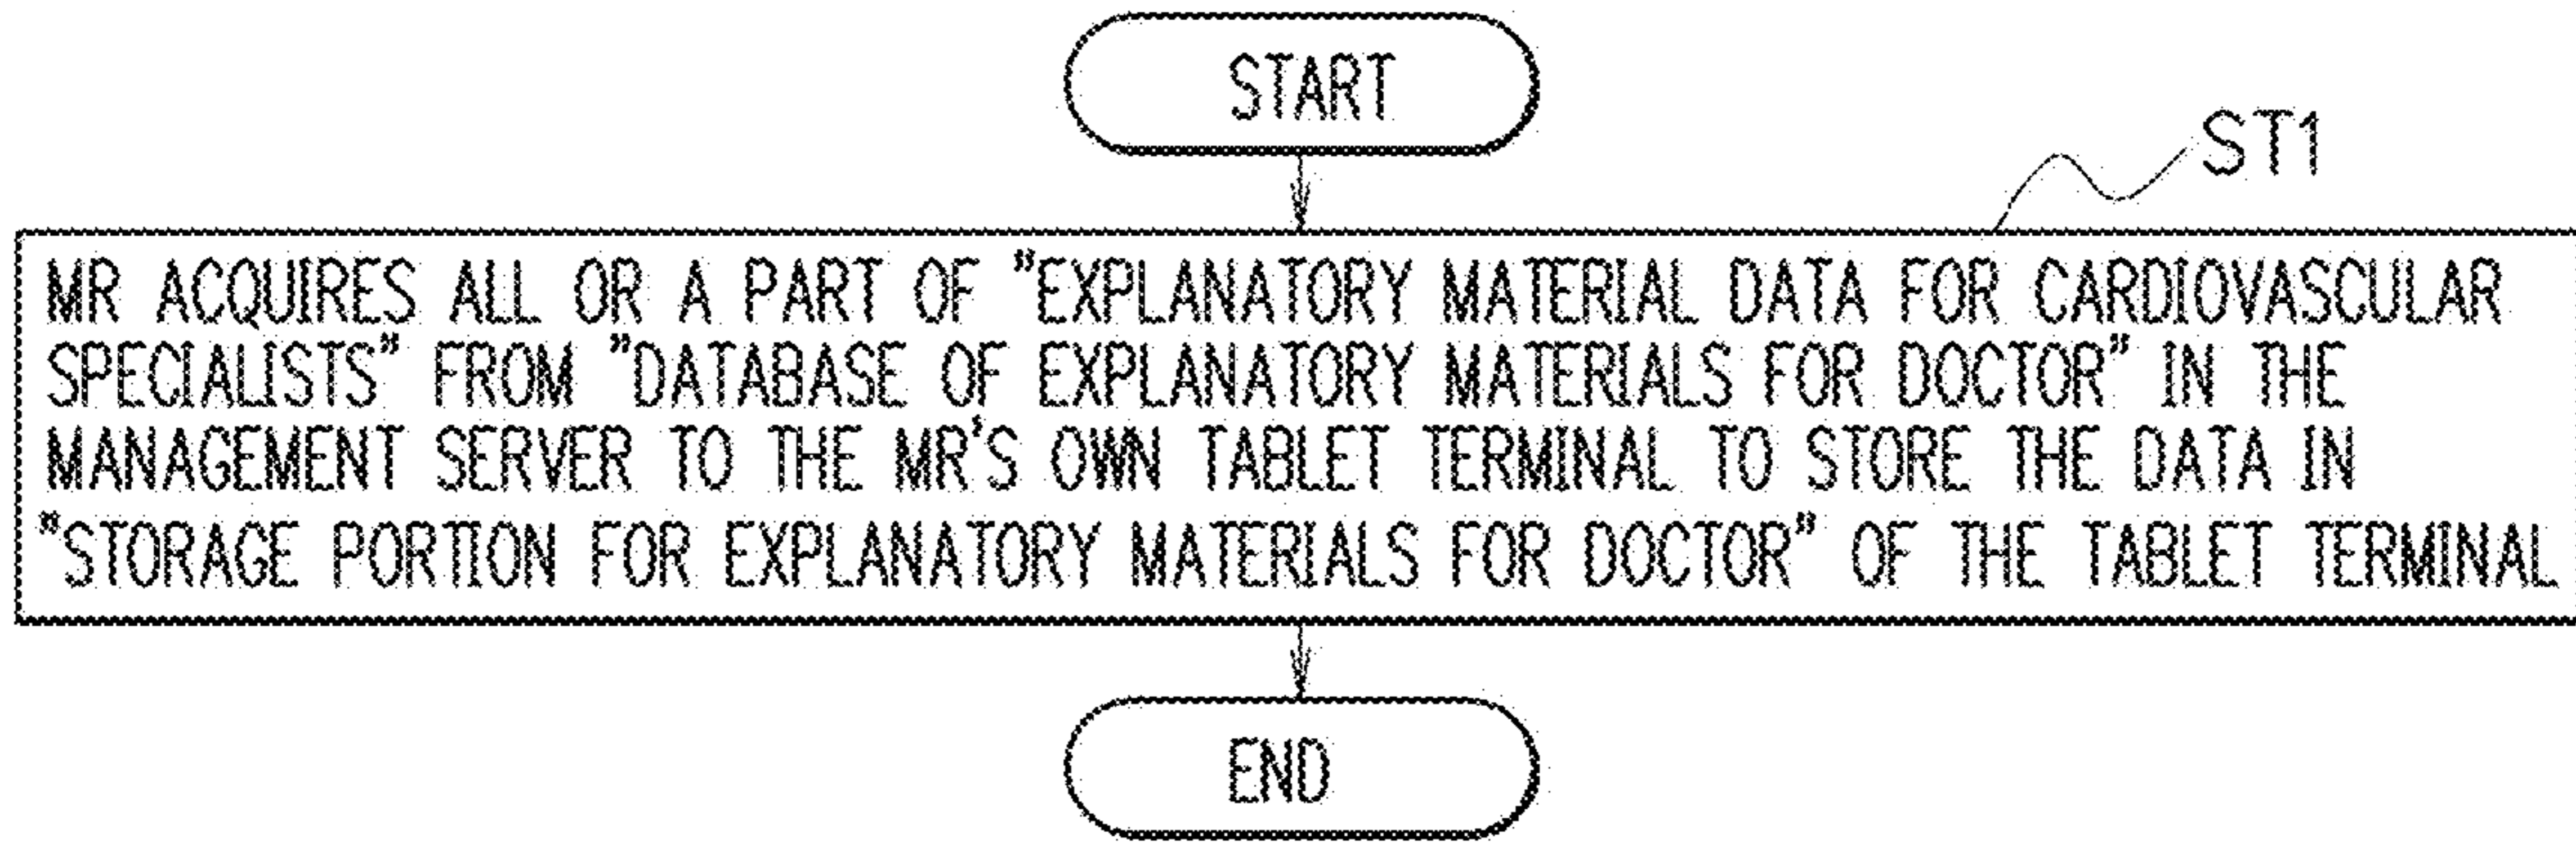 START
ST1
MR ACQUIRES ALL OR A PART OF "EXPLANATORY MATERIAL DATA FOR CARDIOVASCULAR
SPECIALISTS" FROM "DATABASE OF EXPLANATORY MATERIALS FOR DOCTOR" IN THE
MANAGEMENT SERVER TO THE MR'S OWN TABLET TERMINAL TO STORE THE DATA IN
"STORAGE PORTION FOR EXPLANATORY MATERIALS FOR DOCTOR" OF THE TABLET TERMINAL
END